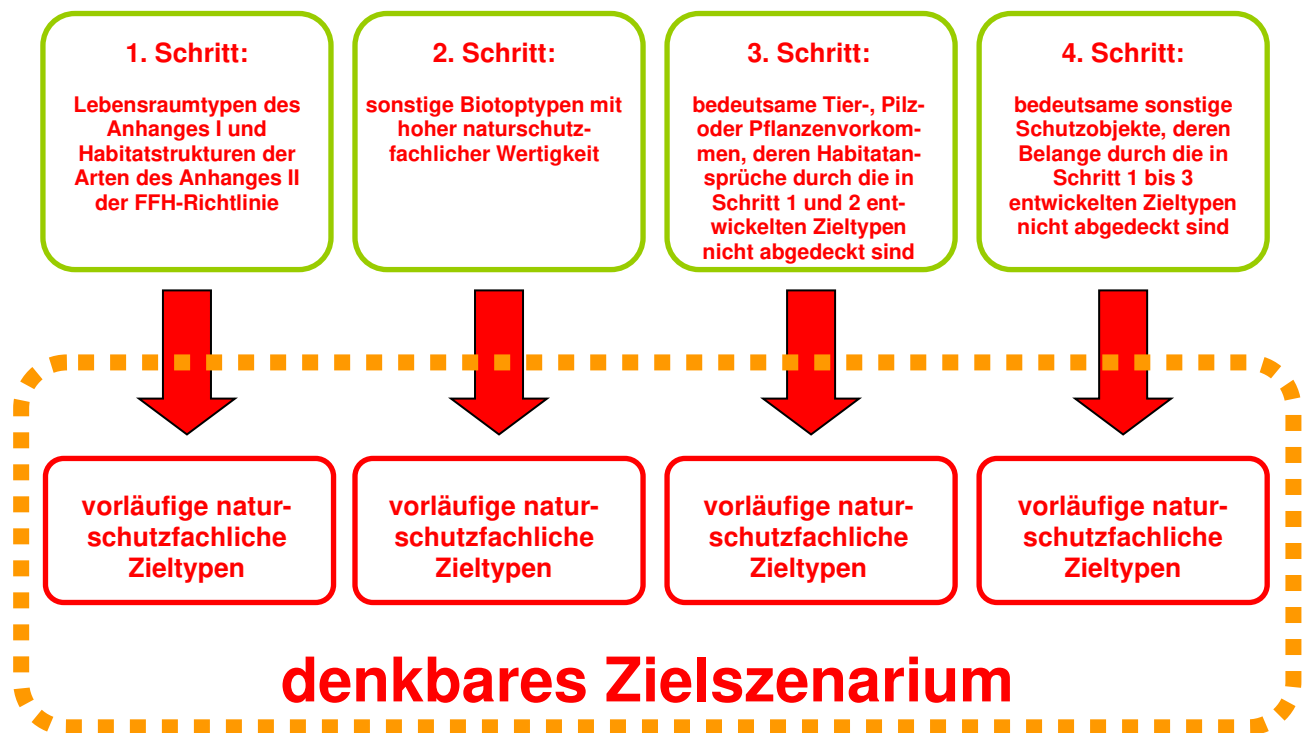 1. Schritt:
Lebensraumtypen des
Anhanges I und
Habitatstrukturen der
Arten des Anhanges II
der FFH-Richtlinie
2. Schritt:
sonstige Biotoptypen mit
hoher naturschutz-
fachlicher Wertigkeit
3. Schritt:
bedeutsame Tier-, Pilz-
oder Pflanzenvorkom-
men, deren Habitatan-
sprüche durch die in
Schritt 1 und 2 ent-
wickelten Zieltypen
nicht abgedeckt sind
4. Schritt:
bedeutsame sonstige
Schutzobjekte, deren
Belange durch die in
Schritt 1 bis 3
entwickelten Zieltypen
nicht abgedeckt sind
vorläufige natur-
schutzfachliche
Zieltypen
vorläufige natur-
schutzfachliche
Zieltypen
vorläufige natur-
schutzfachliche
Zieltypen
vorläufige natur-
schutzfachliche
Zieltypen
denkbares Zielszenarium